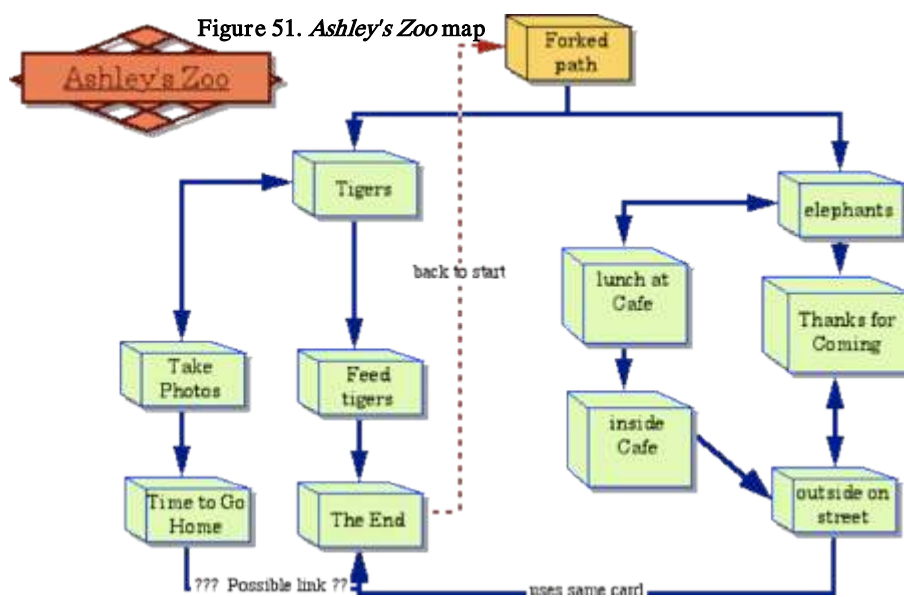 Figure 51. Ashley's Zoo map
Ashley's Zoo
Forked
path
Tigers
elephants
back to start
lunch at
Cafe
Thanks for
Coming
Take
Photos
Feed
tigers
inside
Cafe
Time to Go
Home
The End
outside on
street
??? Possible link ??
uses same card